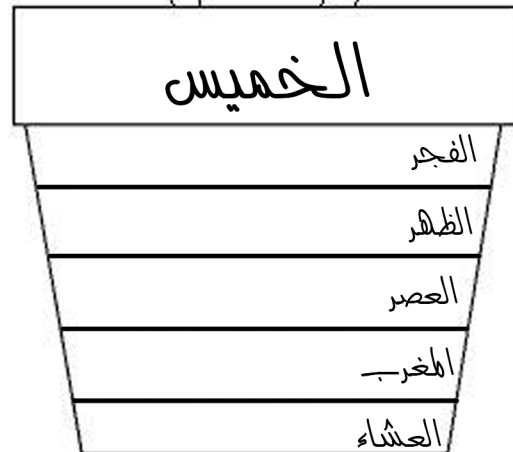 الخميس
الفجر
الظهر
العصر
المغرب
العشاء